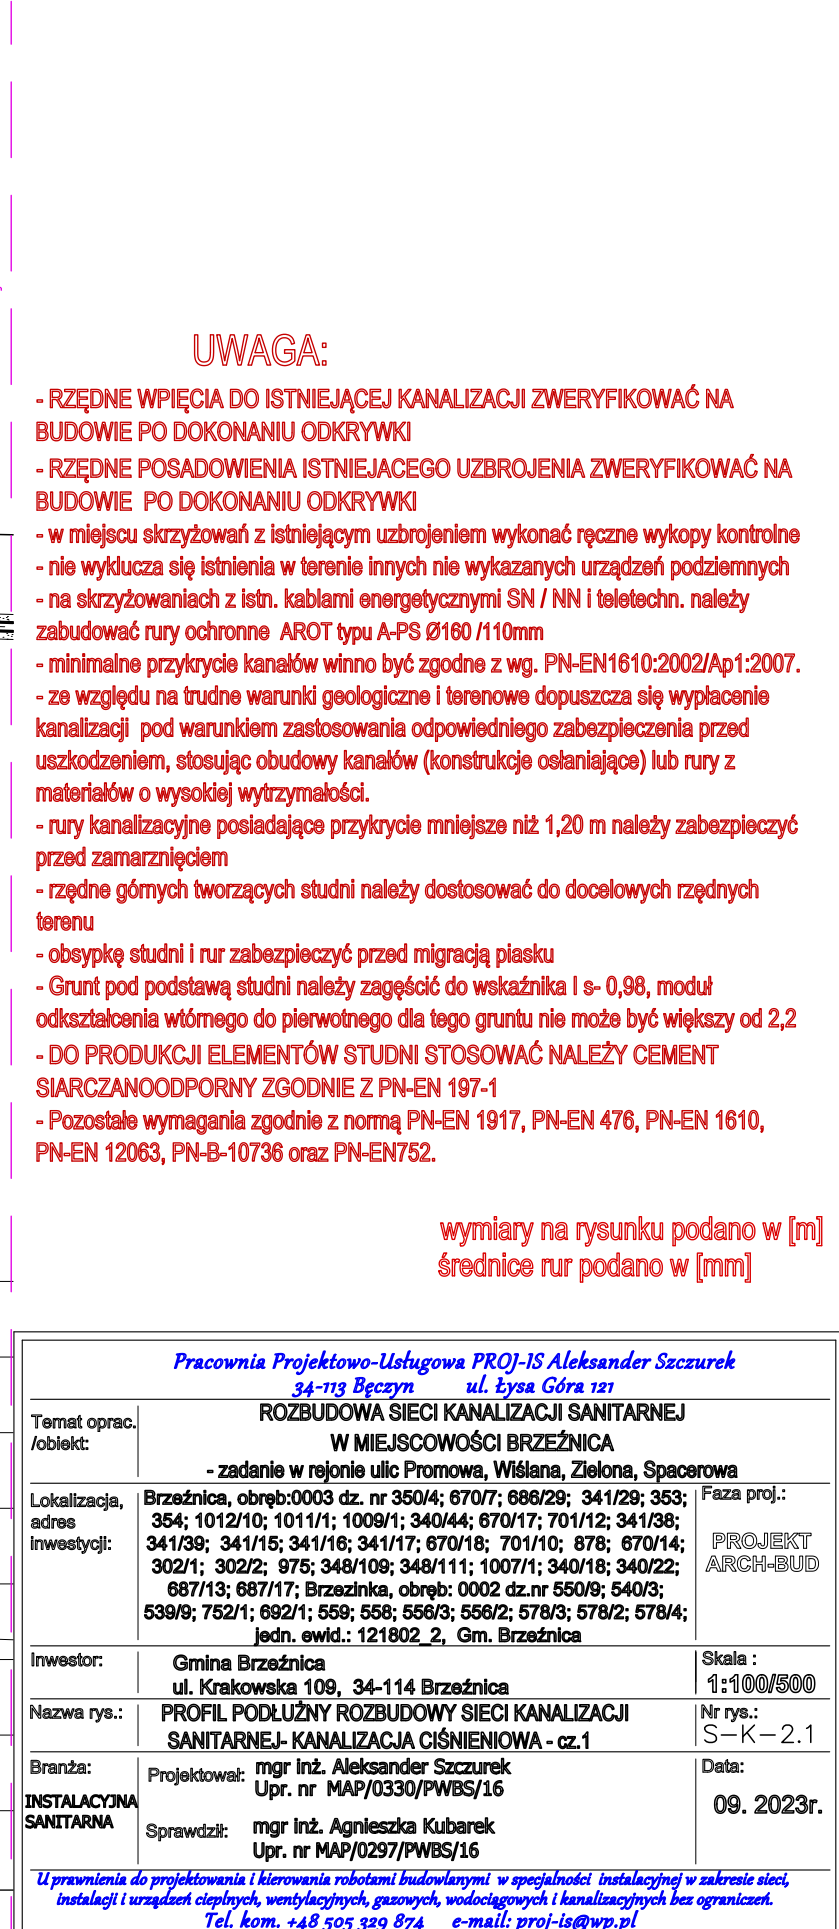 UWAGA:
- RZĘDNE WPIĘCIA DO ISTNIEJĄCEJ KANALIZACJI ZWERYFIKOWAĆ NA
BUDOWIE PO DOKONANIU ODKRYWKI
- RZĘDNE POSADOWIENIA ISTNIEJACEGO UZBROJENIA ZWERYFIKOWAĆ NA
BUDOWIE PO DOKONANIU ODKRYWKI
- w miejscu skrzyżowań z istniejącym uzbrojeniem wykonać ręczne wykopy kontrolne
- nie wyklucza się istnienia w terenie innych nie wykazanych urządzeń podziemnych
- na skrzyżowaniach z istn. kablami energetycznymi SN / NN i teletechn. należy
zabudować rury ochronne AROT typu A-PS Ø160 /110mm
- minimalne przykrycie kanałów winno być zgodne z wg. PN-EN1610:2002/Ap1:2007.
- ze względu na trudne warunki geologiczne i terenowe dopuszcza się wypłacenie
kanalizacji pod warunkiem zastosowania odpowiedniego zabezpieczenia przed
uszkodzeniem, stosując obudowy kanałów (konstrukcje osłaniające) lub rury z
materiałów o wysokiej wytrzymałości.
- rury kanalizacyjne posiadające przykrycie mniejsze niż 1,20 m należy zabezpieczyć
przed zamarznięciem
- rzędne górnych tworzących studni należy dostosować do docelowych rzędnych
terenu
- obsypkę studni i rur zabezpieczyć przed migracją piasku
- Grunt pod podstawą studni należy zagęścić do wskaźnika I s- 0,98, moduł
odkształcenia wtórnego do pierwotnego dla tego gruntu nie może być większy od 2,2
- DO PRODUKCJI ELEMENTÓW STUDNI STOSOWAĆ NALEŻY CEMENT
SIARCZANOODPORNY ZGODNIE Z PN-EN 197-1
- Pozostałe wymagania zgodnie z normą PN-EN 1917, PN-EN 476, PN-EN 1610,
PN-EN 12063, PN-B-10736 oraz PN-EN752.
wymiary na rysunku podano w [m]
średnice rur podano w [mm]
Pracownia Projektowo-Usługowa PROJ-IS Aleksander Szczurek
34-113 Bęczyn ul. Łysa Góra 121
Temat oprac.
/obiekt:
ROZBUDOWA SIECI KANALIZACJI SANITARNEJ
W MIEJSCOWOŚCI BRZEŹNICA
- zadanie w rejonie ulic Promowa, Wiślana, Zielona, Spacerowa
Lokalizacja,
adres
inwestycji:
Brzeźnica, obręb:0003 dz. nr 350/4; 670/7; 686/29; 341/29; 353;
354; 1012/10; 1011/1; 1009/1; 340/44; 670/17; 701/12; 341/38;
341/39; 341/15; 341/16; 341/17; 670/18; 701/10; 878; 670/14;
302/1; 302/2; 975; 348/109; 348/111; 1007/1; 340/18; 340/22;
687/13; 687/17; Brzezinka, obręb: 0002 dz.nr 550/9; 540/3;
539/9; 752/1; 692/1; 559; 558; 556/3; 556/2; 578/3; 578/2; 578/4;
jedn. ewid.: 121802_2, Gm. Brzeźnica
Faza proj.:
PROJEKT
ARCH-BUD
Inwestor:
Gmina Brzeźnica
ul. Krakowska 109, 34-114 Brzeźnica
Skala :
1:100/500
Nazwa rys.:
PROFIL PODŁUŻNY ROZBUDOWY SIECI KANALIZACJI
SANITARNEJ- KANALIZACJA CIŚNIENIOWA - cz.1
Nr rys.:
S-K-2.1
Branża:
INSTALACYJNA
SANITARNA
Projektował:
mgr inż. Aleksander Szczurek
Upr. nr MAP/0330/PWBS/16
Sprawdził:
mgr inż. Agnieszka Kubarek
Upr. nr MAP/0297/PWBS/16
Data:
09. 2023r.
Uprawnienia do projektowania i kierowania robotami budowlanymi w specjalności instalacyjnej w zakresie sieci,
instalacji i urządzeń cieplnych, wentylacyjnych, gazowych, wodociągowych i kanalizacyjnych bez ograniczeń.
Tel. kom. +48 505 329 874 e-mail: proj-is@wp.pl